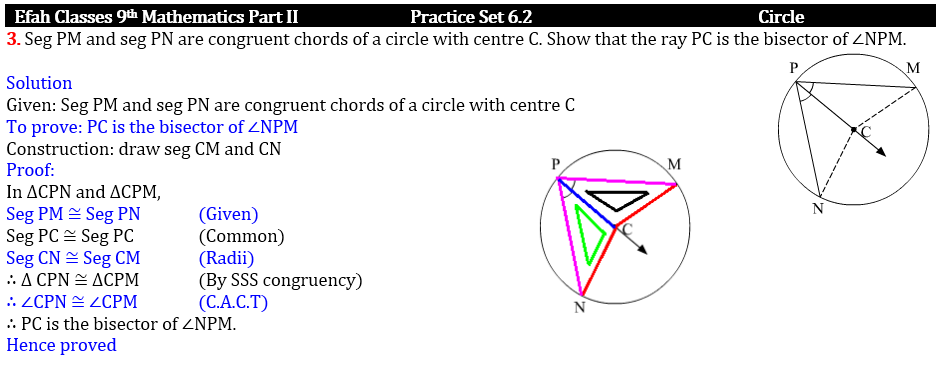 Efah Classes 9th Mathematics Part II Practice Set 6.2 Circle
3. Seg PM and seg PN are congruent chords of a circle with centre C. Show that the ray PC is the bisector of ∠NPM.
Solution
Given: Seg PM and seg PN are congruent chords of a circle with centre C
To prove: PC is the bisector of ∠NPM
Construction: draw seg CM and CN
Proof:
In ΔCPN and ΔCPM,
Seg PM ≅ Seg PN (Given)
Seg PC ≅ Seg PC (Common)
Seg CN ≅ Seg CM (Radii)
∴ Δ CPN ≅ ΔCPM (By SSS congruency)
∴ ∠CPN ≅ ∠CPM (C.A.C.T)
∴ PC is the bisector of ∠NPM.
Hence proved
P
M
C
N
P
M
C
N